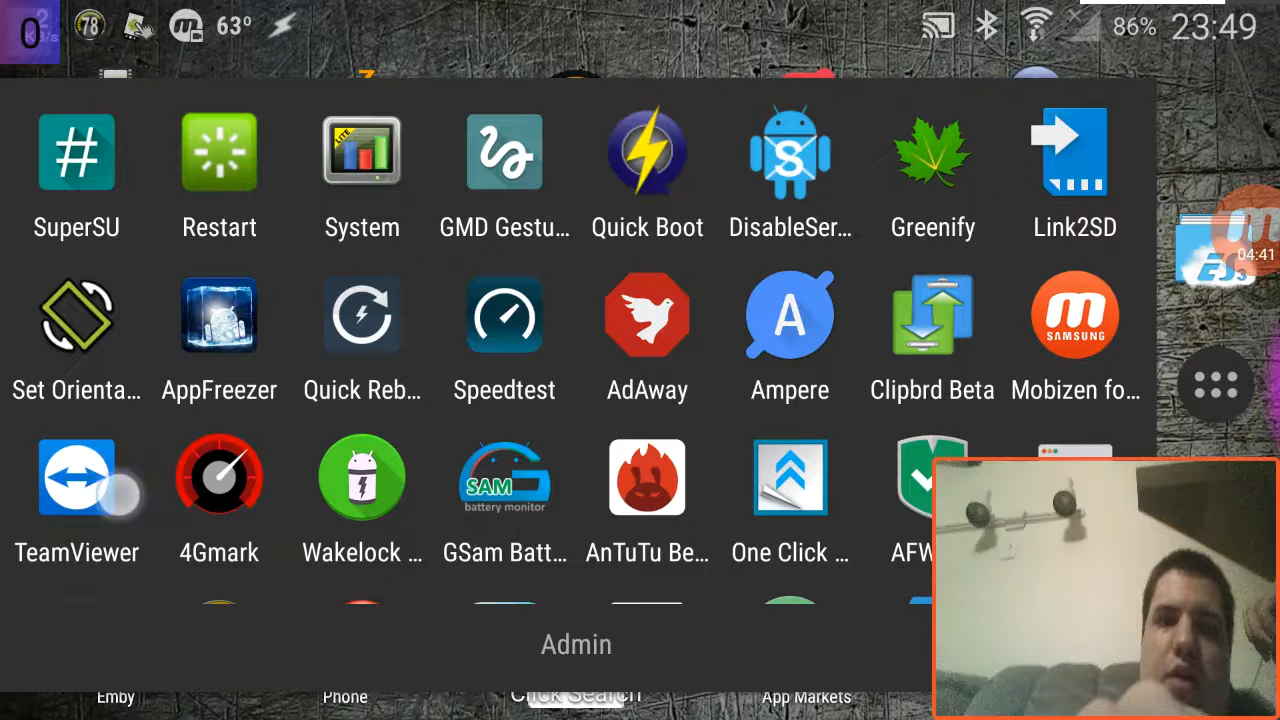 0
78
63°
86%
23:49
SuperSU
Restart
System
GMD Gestu...
Quick Boot
DisableSer...
Greenify
Link2SD
LITE
SAMSUNG
04:41
Set Orienta...
AppFreezer
Quick Reb...
Speedtest
AdAway
Ampere
Clipbrd Beta
Mobizen fo...
SAM
battery monitor
TeamViewer
4Gmark
Wakelock ...
GSam Batt...
AnTuTu Be...
One Click ...
AFW
Admin
Emby
Phone
Click Search
App Markets